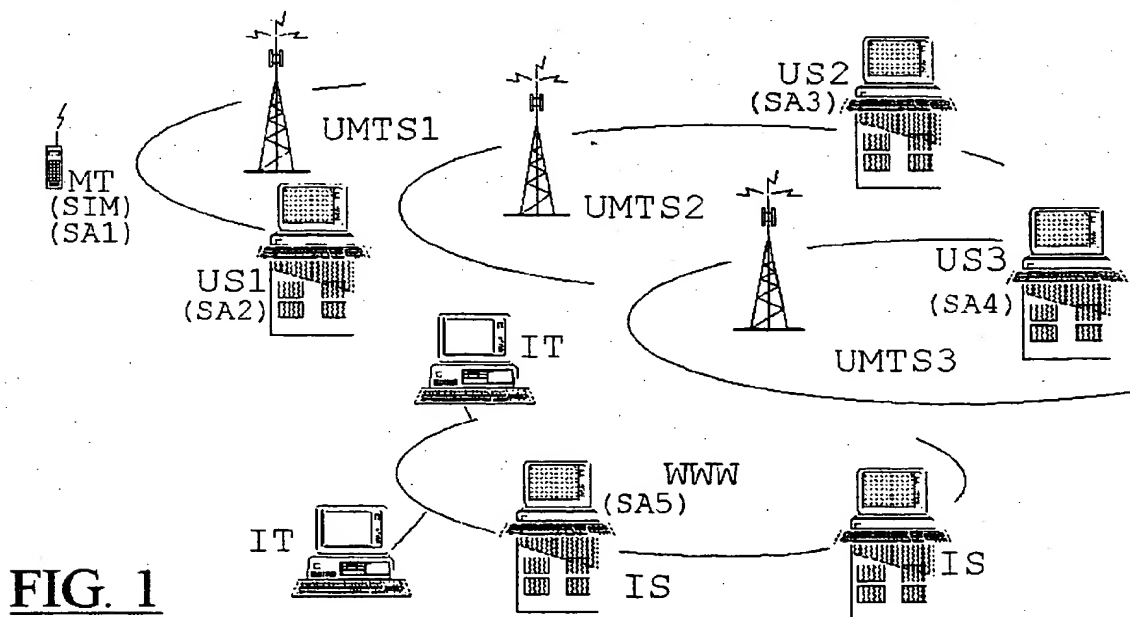 US2
(SA3)
UMTS1
MT
(SIM)
(SA1)
UMTS2
US1
(SA2)
US3
(SA4)
IT
UMTS3
WWW
(SA5)
IT
IS
IS
FIG. 1